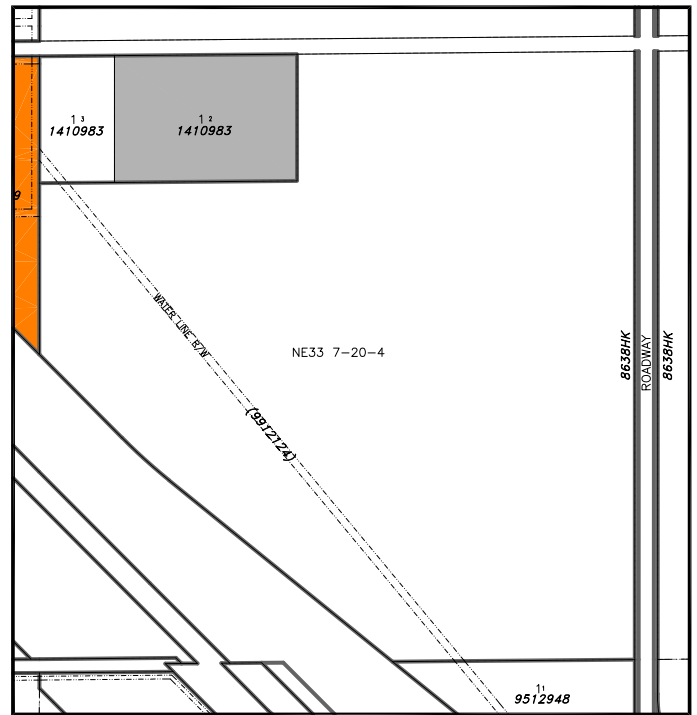 1 3
1410983
1 2
1410983
9
WATER LINE R/W
(9912124)
NE33 7-20-4
8638HK
ROADWAY
8638HK
1 1
9512948